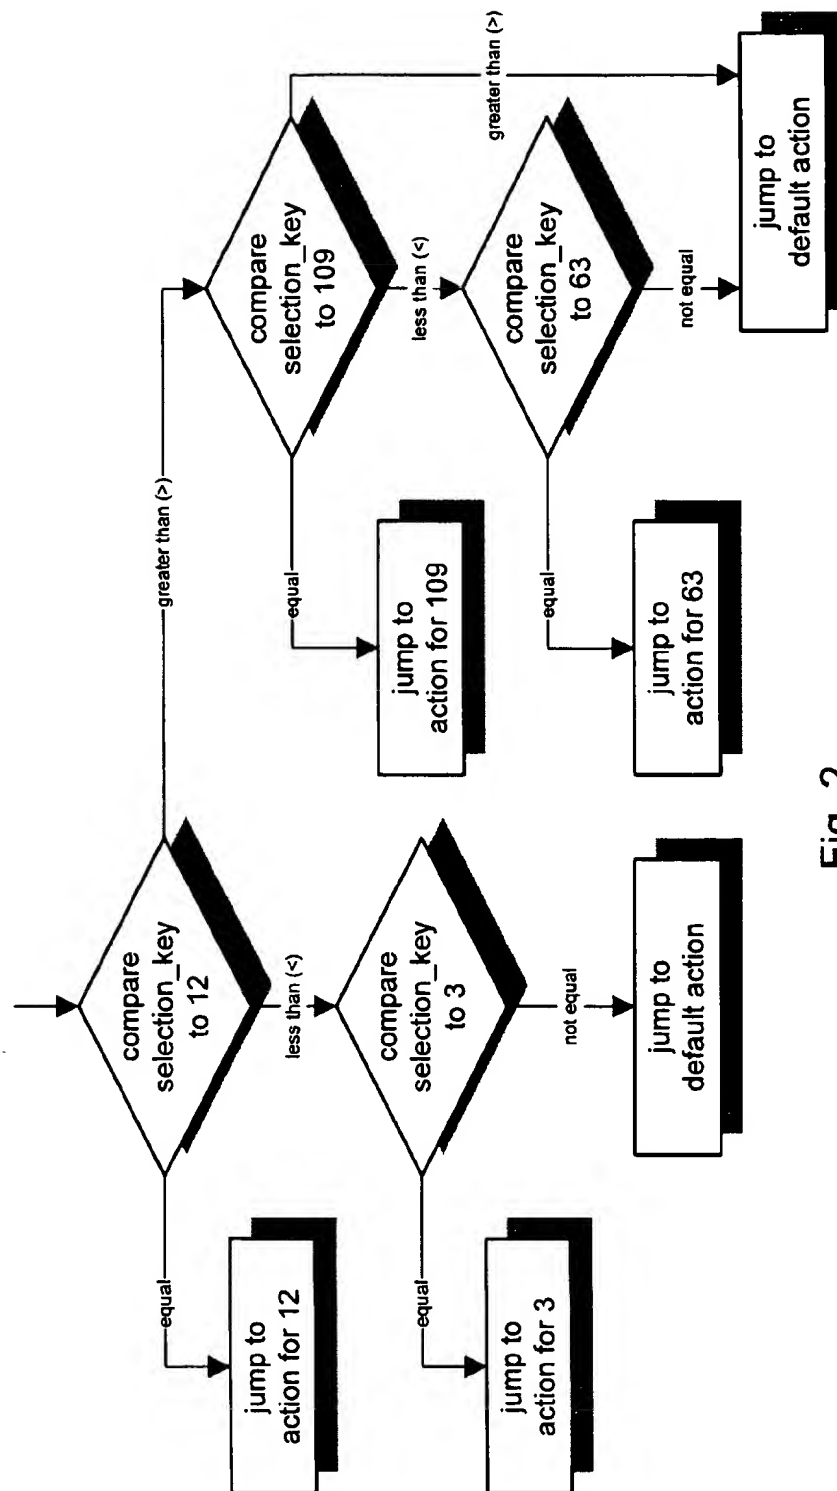 compare
selection_key
to 12
equal
less than (<)
greater than (>)
jump to
action for 12
compare
selection_key
to 3
equal
not equal
jump to
action for 3
jump to
default action
compare
selection_key
to 109
equal
less than (<)
greater than (>)
jump to
action for 109
compare
selection_key
to 63
equal
not equal
jump to
action for 63
jump to
default action
Fig. 2